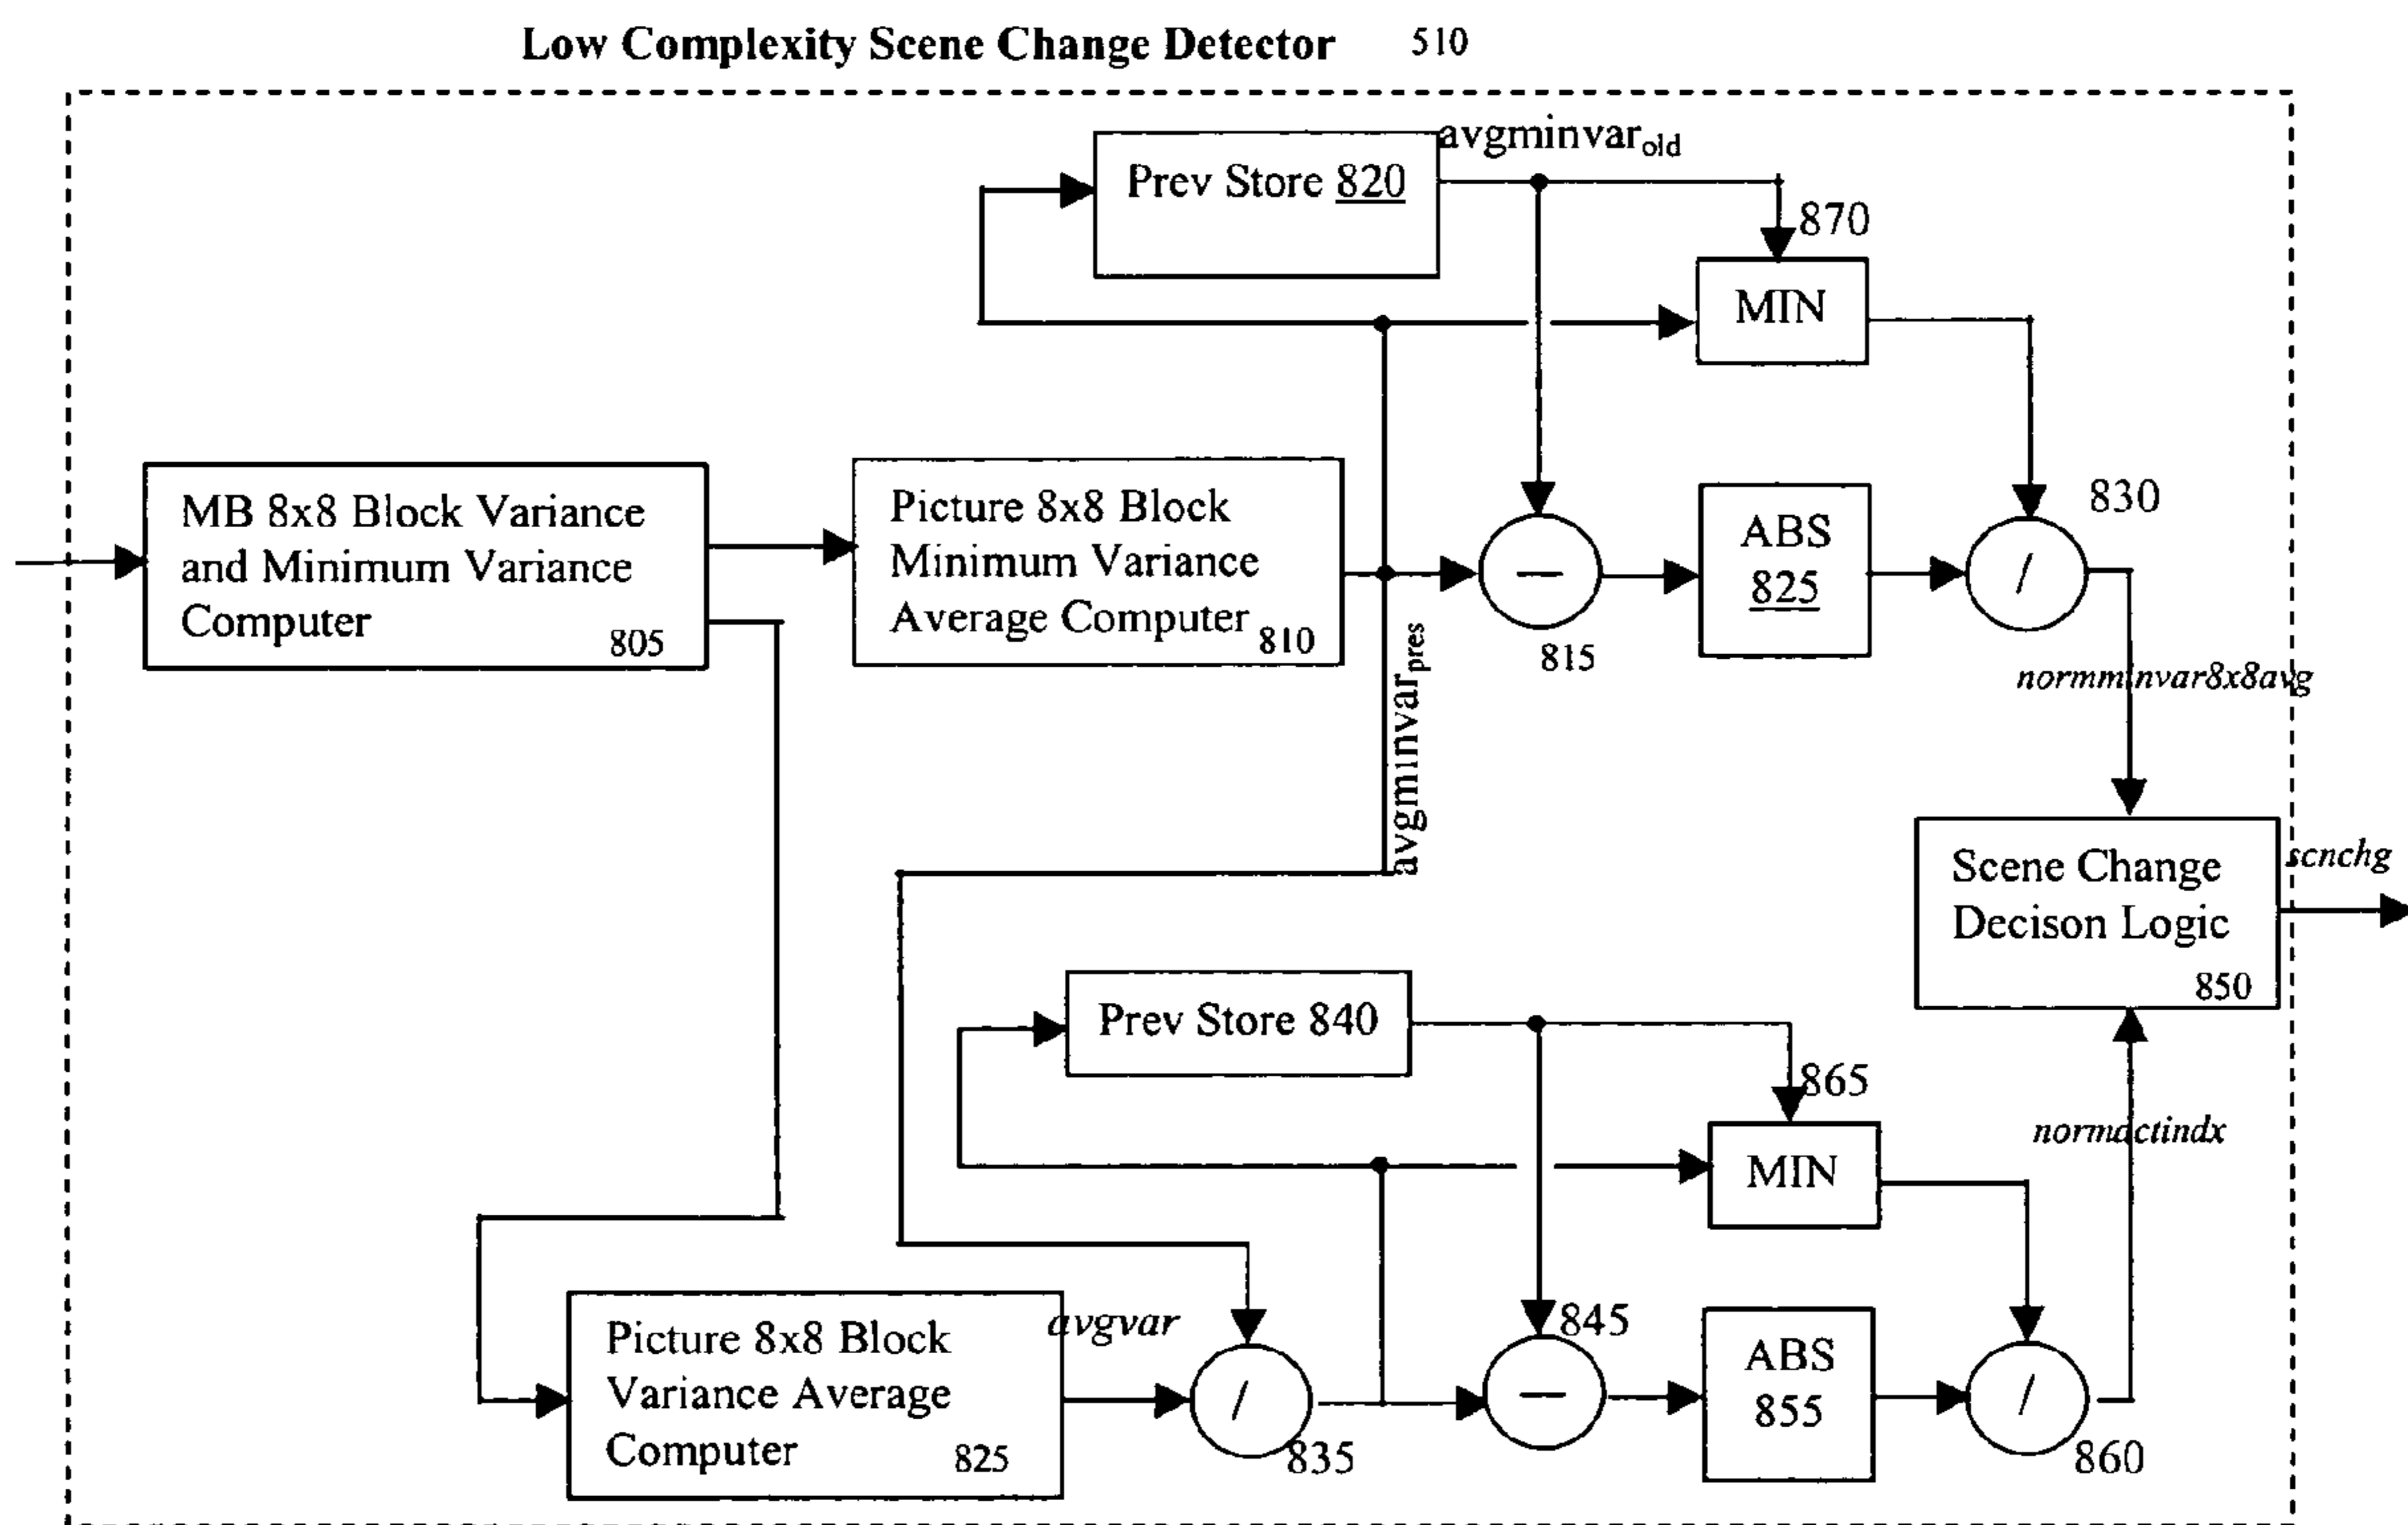 Low Complexity Scene Change Detector 510
avgminvarold
Prev Store 820
870
MIN
MB 8x8 Block Variance
and Minimum Variance
Computer 805
Picture 8x8 Block
Minimum Variance
Average Computer 810
—
815
ABS
825
/
830
normminvar8x8avg
avgminvarpres
Scene Change
Decison Logic
850
scnchg
Prev Store 840
865
MIN
normactindx
Picture 8x8 Block
Variance Average
Computer 825
avgvar
/
835
—
845
ABS
855
/
860